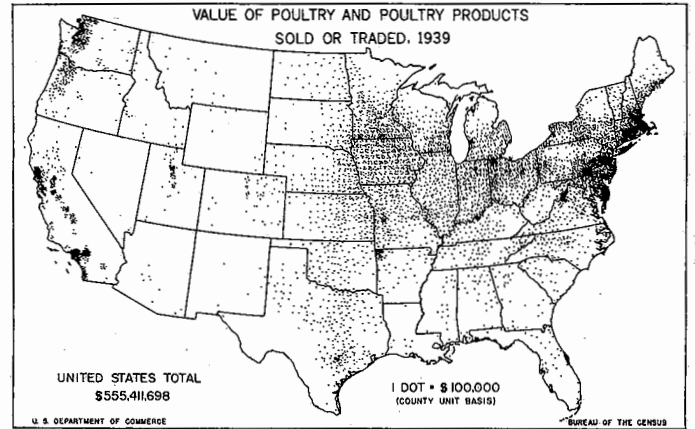 VALUE OF POULTRY AND POULTRY PRODUCTS
SOLD OR TRADED, 1939
UNITED STATES TOTAL
$555,411,698
1 DOT = $100,000
(COUNTY UNIT BASIS)
U. S. DEPARTMENT OF COMMERCE
BUREAU OF THE CENSUS